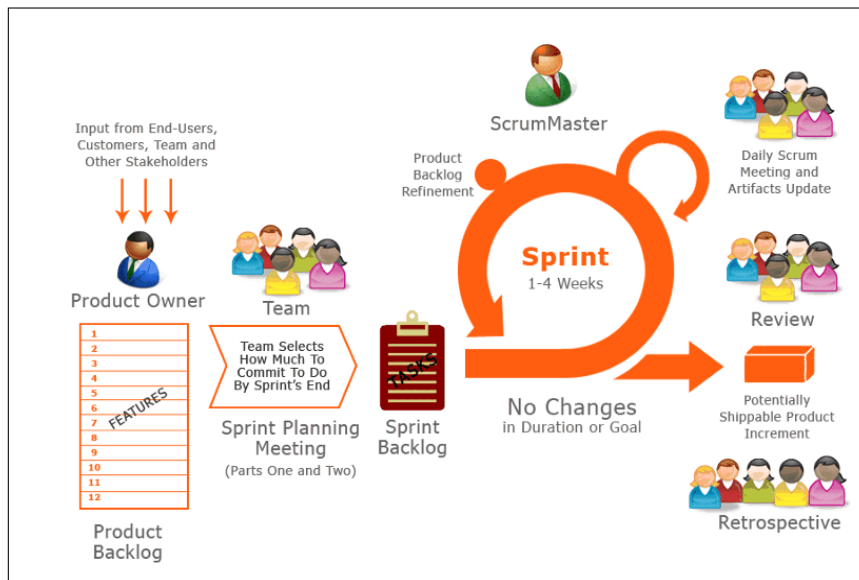 Input from End-Users,
Customers, Team and
Other Stakeholders
Product Owner
1
2
3
4
5
6
7
8
9
10
11
12
FEATURES
Product
Backlog
Team
Team Selects
How Much To
Commit To Do
By Sprint's End
Sprint Planning
Meeting
(Parts One and Two)
TASKS
Sprint
Backlog
ScrumMaster
Product
Backlog
Refinement
Sprint
1-4 Weeks
No Changes
in Duration or Goal
Daily Scrum
Meeting and
Artifacts Update
Review
Potentially
Shippable Product
Increment
Retrospective